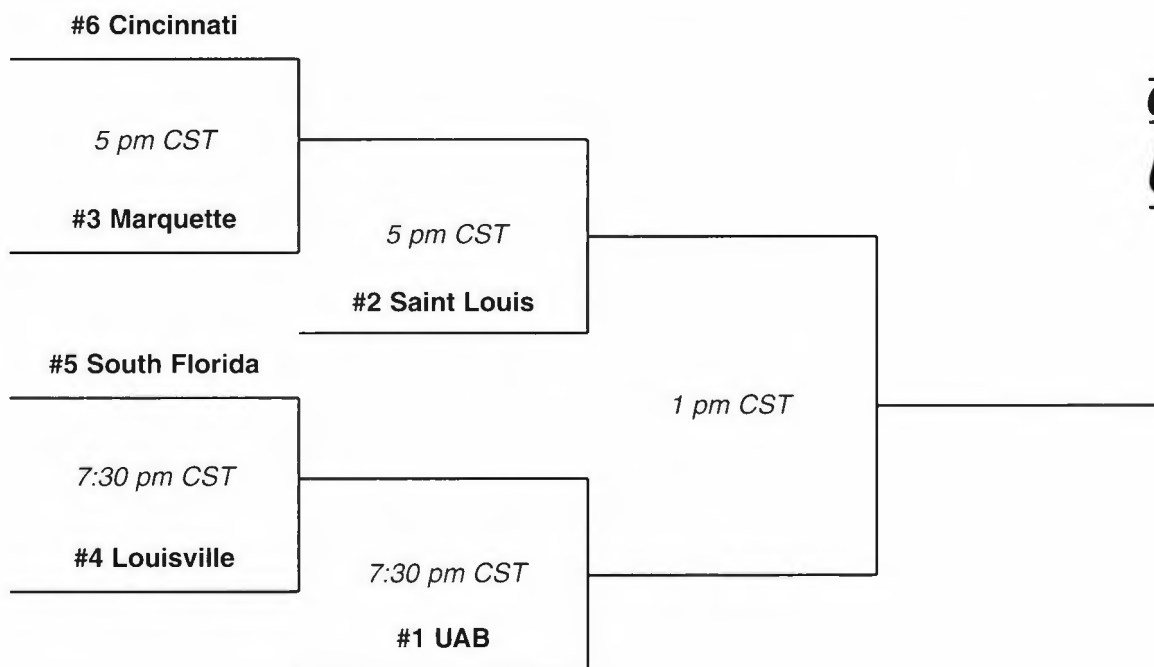 #6 Cincinnati
5 pm CST
#3 Marquette
5 pm CST
#2 Saint Louis
#5 South Florida
1 pm CST
7:30 pm CST
#4 Louisville
7:30 pm CST
#1 UAB